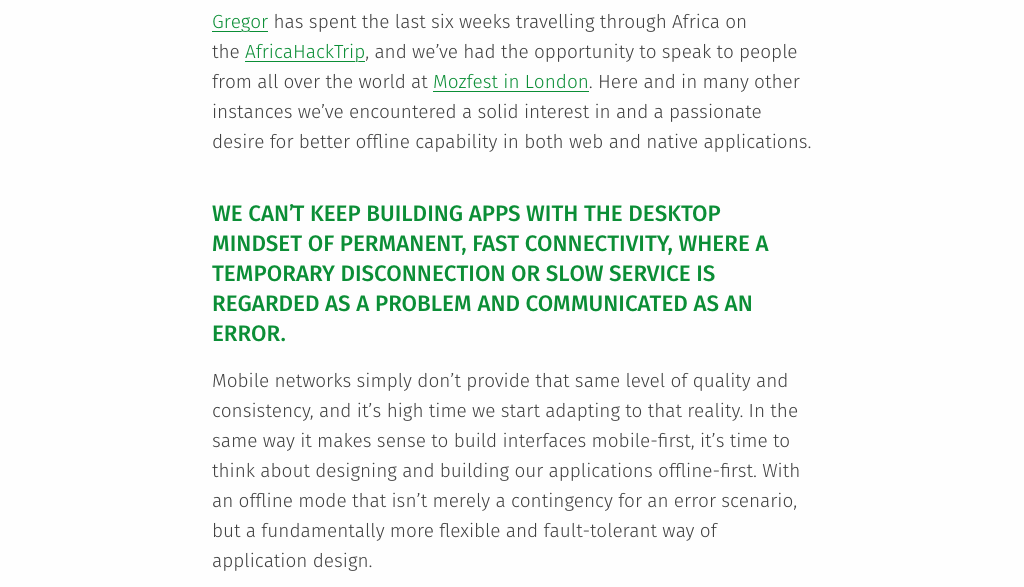 Gregor has spent the last six weeks travelling through Africa on
the AfricaHackTrip, and we’ve had the opportunity to speak to people
from all over the world at Mozfest in London. Here and in many other
instances we’ve encountered a solid interest in and a passionate
desire for better offline capability in both web and native applications.
WE CAN’T KEEP BUILDING APPS WITH THE DESKTOP
MINDSET OF PERMANENT, FAST CONNECTIVITY, WHERE A
TEMPORARY DISCONNECTION OR SLOW SERVICE IS
REGARDED AS A PROBLEM AND COMMUNICATED AS AN
ERROR.
Mobile networks simply don’t provide that same level of quality and
consistency, and it’s high time we start adapting to that reality. In the
same way it makes sense to build interfaces mobile-first, it’s time to
think about designing and building our applications offline-first. With
an offline mode that isn’t merely a contingency for an error scenario,
but a fundamentally more flexible and fault-tolerant way of
application design.